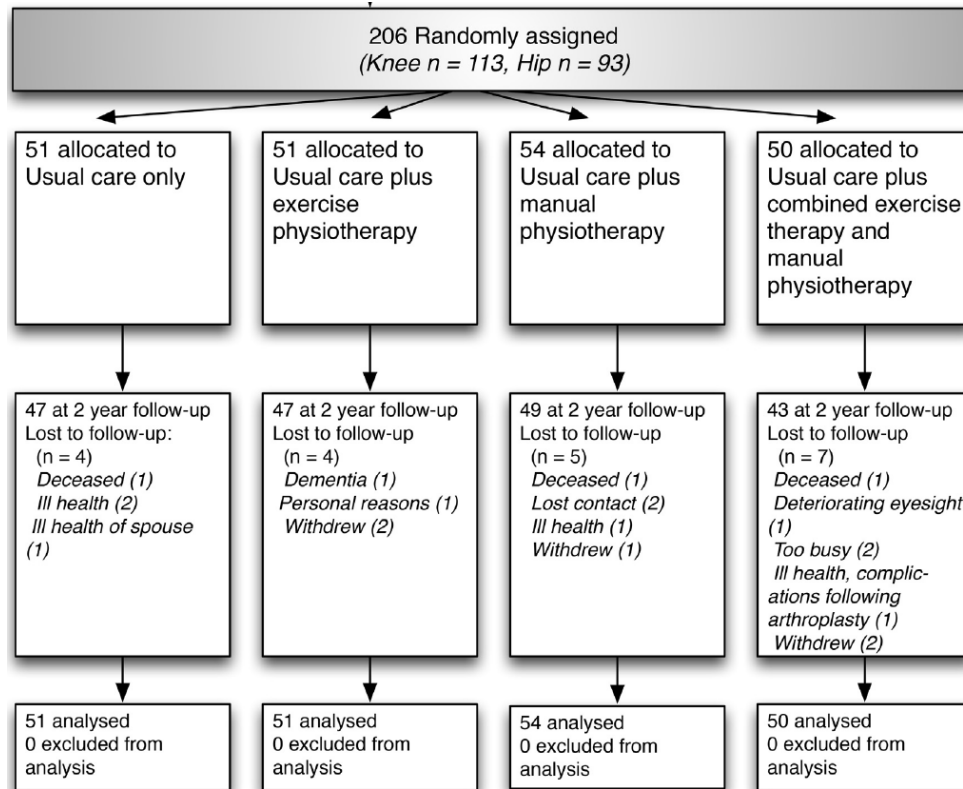 206 Randomly assigned
(Knee n = 113, Hip n = 93)
51 allocated to
Usual care only
51 allocated to
Usual care plus
exercise
physiotherapy
54 allocated to
Usual care plus
manual
physiotherapy
50 allocated to
Usual care plus
combined exercise
therapy and
manual
physiotherapy
47 at 2 year follow-up
Lost to follow-up:
(n = 4)
Deceased (1)
Ill health (2)
Ill health of spouse
(1)
47 at 2 year follow-up
Lost to follow-up
(n = 4)
Dementia (1)
Personal reasons (1)
Withdrew (2)
49 at 2 year follow-up
Lost to follow-up
(n = 5)
Deceased (1)
Lost contact (2)
Ill health (1)
Withdrew (1)
43 at 2 year follow-up
Lost to follow-up
(n = 7)
Deceased (1)
Deteriorating eyesight
(1)
Too busy (2)
Ill health, complic-
ations following
arthroplasty (1)
Withdrew (2)
51 analysed
0 excluded from
analysis
51 analysed
0 excluded from
analysis
54 analysed
0 excluded from
analysis
50 analysed
0 excluded from
analysis